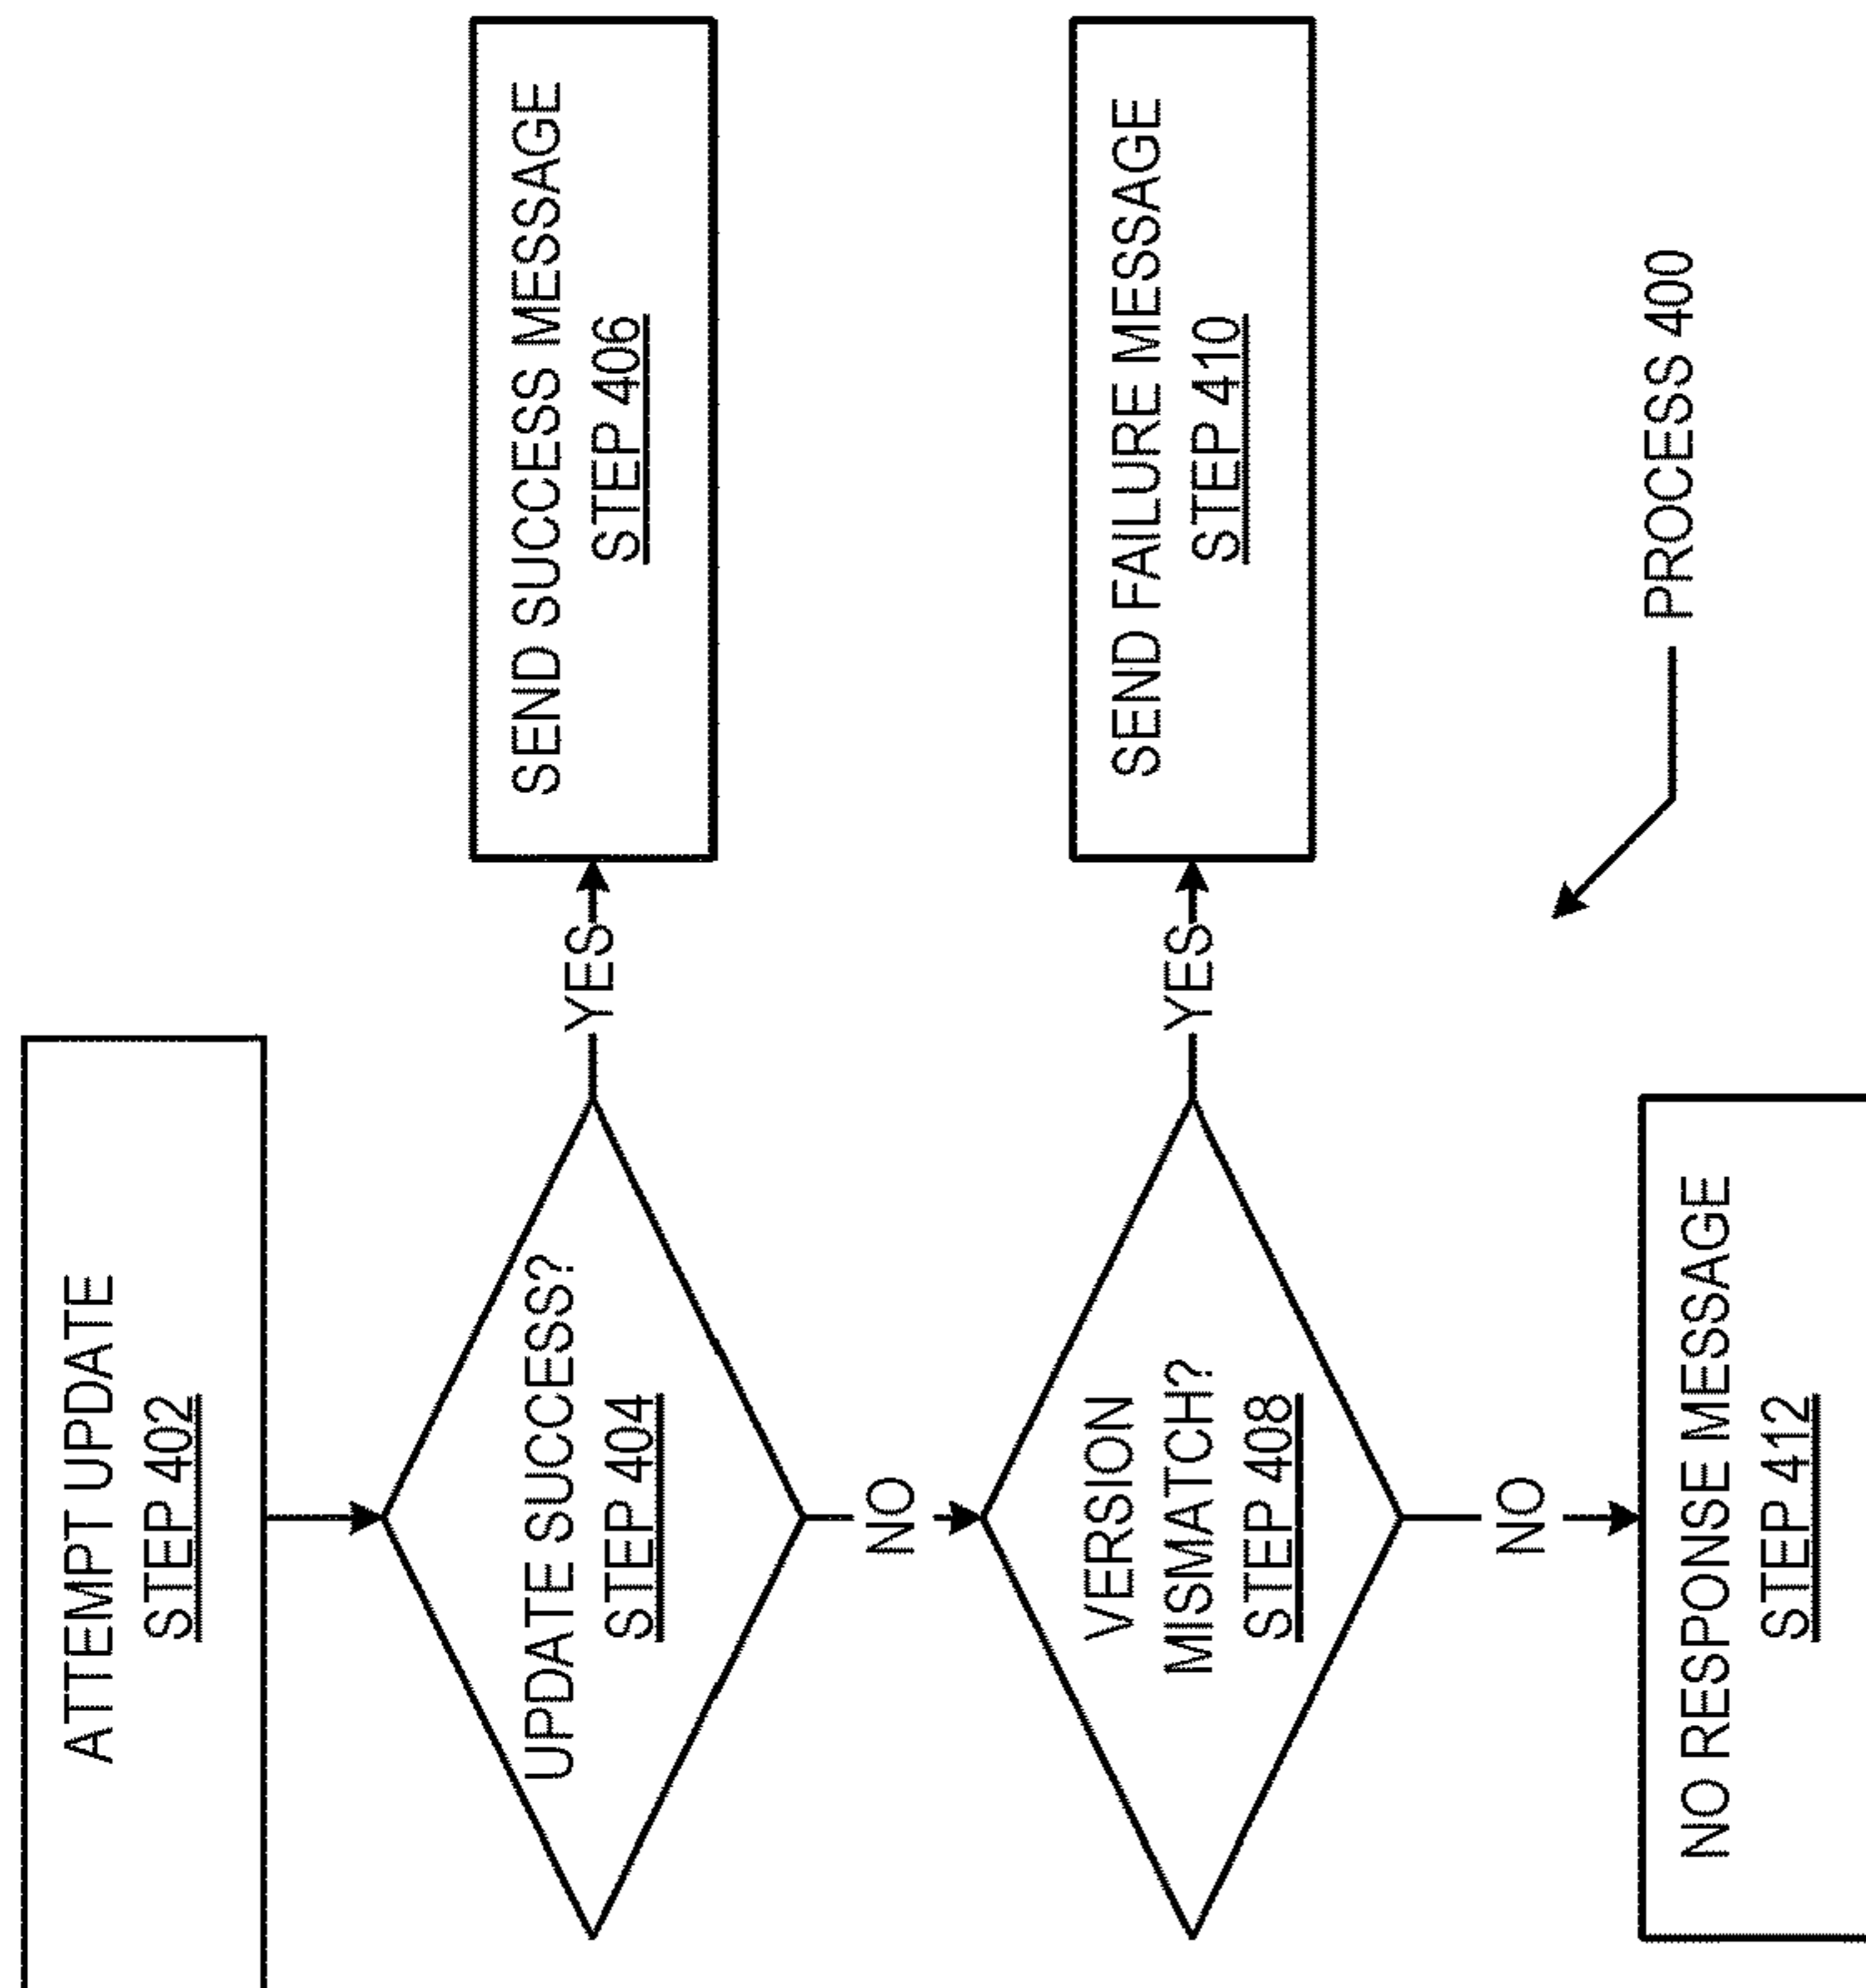 ATTEMPT UPDATE
STEP 402
UPDATE SUCCESS?
STEP 404
YES
SEND SUCCESS MESSAGE
STEP 406
NO
VERSION
MISMATCH?
STEP 408
YES
SEND FAILURE MESSAGE
STEP 410
NO
NO RESPONSE MESSAGE
STEP 412
PROCESS 400